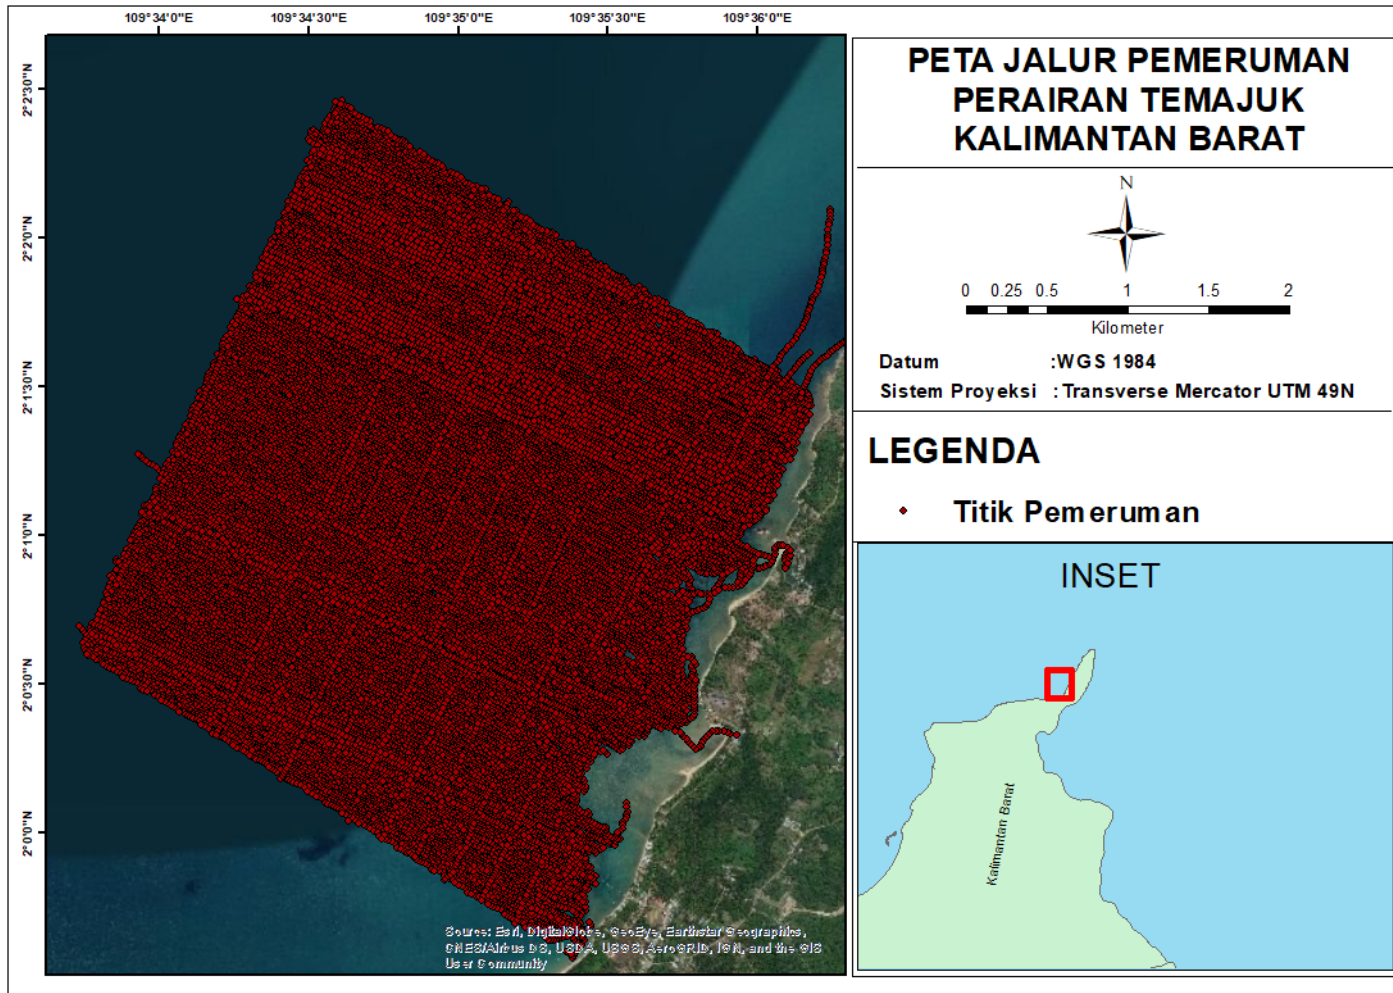 109°34'0"E
109°34'30"E
109°35'0"E
109°35'30"E
109°36'0"E
2°2'30"N
2°2'0"N
2°1'30"N
2°1'0"N
2°0'30"N
2°0'0"N
Source: Esri, DigitalGlobe, GeoEye, Earthstar Geographics,
CNES/Airbus DS, USDA, USGS, AeroGRID, IGN, and the GIS
User Community
PETA JALUR PEMERUMAN
PERAIRAN TEMAJUK
KALIMANTAN BARAT
N
0 0.25 0.5 1 1.5 2
Kilometer
Datum :WGS 1984
Sistem Proyeksi : Transverse Mercator UTM 49N
LEGENDA
Titik Pemeruman
INSET
Kalimantan Barat